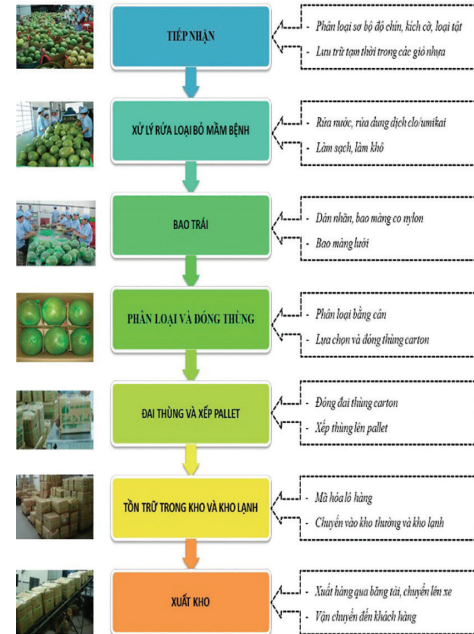 TIẾP NHẬN
- Phân loại sơ bộ độ chín, kích cỡ, loại tật
- Lưu trữ tạm thời trong các giỏ nhựa
XỬ LÝ RỬA LOẠI BỎ MẦM BỆNH
- Rửa nước, rửa dung dịch clo/umikai
- Làm sạch, làm khô
BAO TRÁI
- Dán nhãn, bao màng co nylon
- Bao màng lưới
PHÂN LOẠI VÀ ĐÓNG THÙNG
- Phân loại bằng cân
- Lựa chọn và đóng thùng carton
ĐAI THÙNG VÀ XẾP PALLET
- Đóng đai thùng carton
- Xếp thùng lên pallet
TỒN TRỮ TRONG KHO VÀ KHO LẠNH
- Mã hóa lô hàng
- Chuyển vào kho thường và kho lạnh
XUẤT KHO
- Xuất hàng qua băng tải, chuyển lên xe
- Vận chuyển đến khách hàng